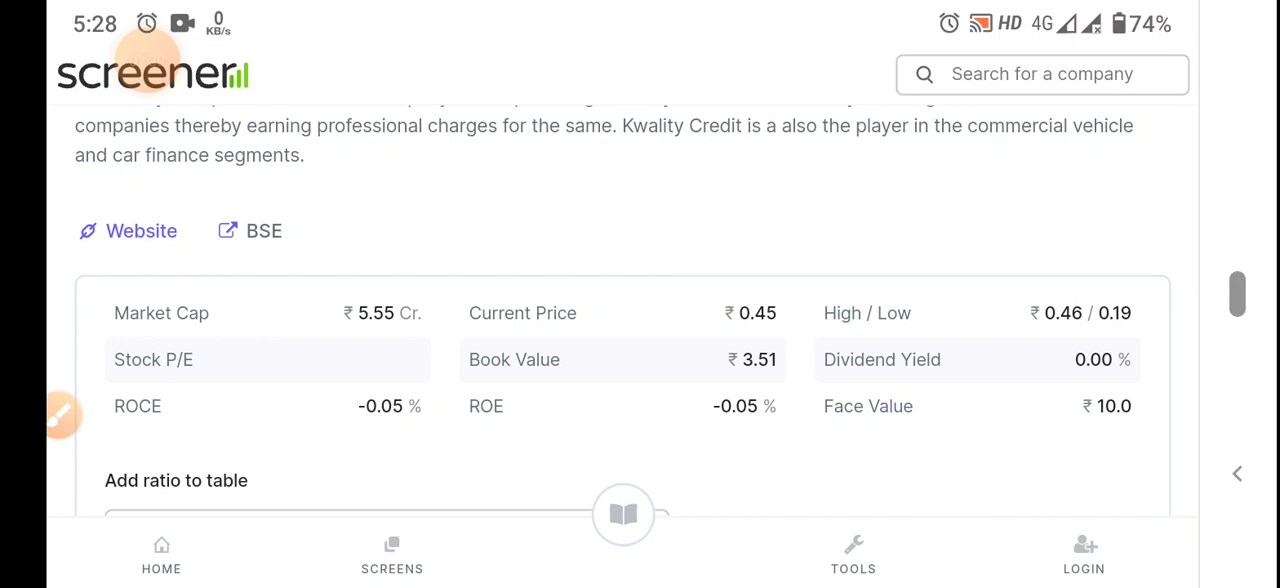 5:28 0 KB/s HD 4G 74%
screener Search for a company
companies thereby earning professional charges for the same. Kwality Credit is a also the player in the commercial vehicle
and car finance segments.
Website BSE
Market Cap ₹ 5.55 Cr. Current Price ₹ 0.45 High / Low ₹ 0.46 / 0.19
Stock P/E Book Value ₹ 3.51 Dividend Yield 0.00 %
ROCE -0.05 % ROE -0.05 % Face Value ₹ 10.0
Add ratio to table
HOME SCREENS TOOLS LOGIN